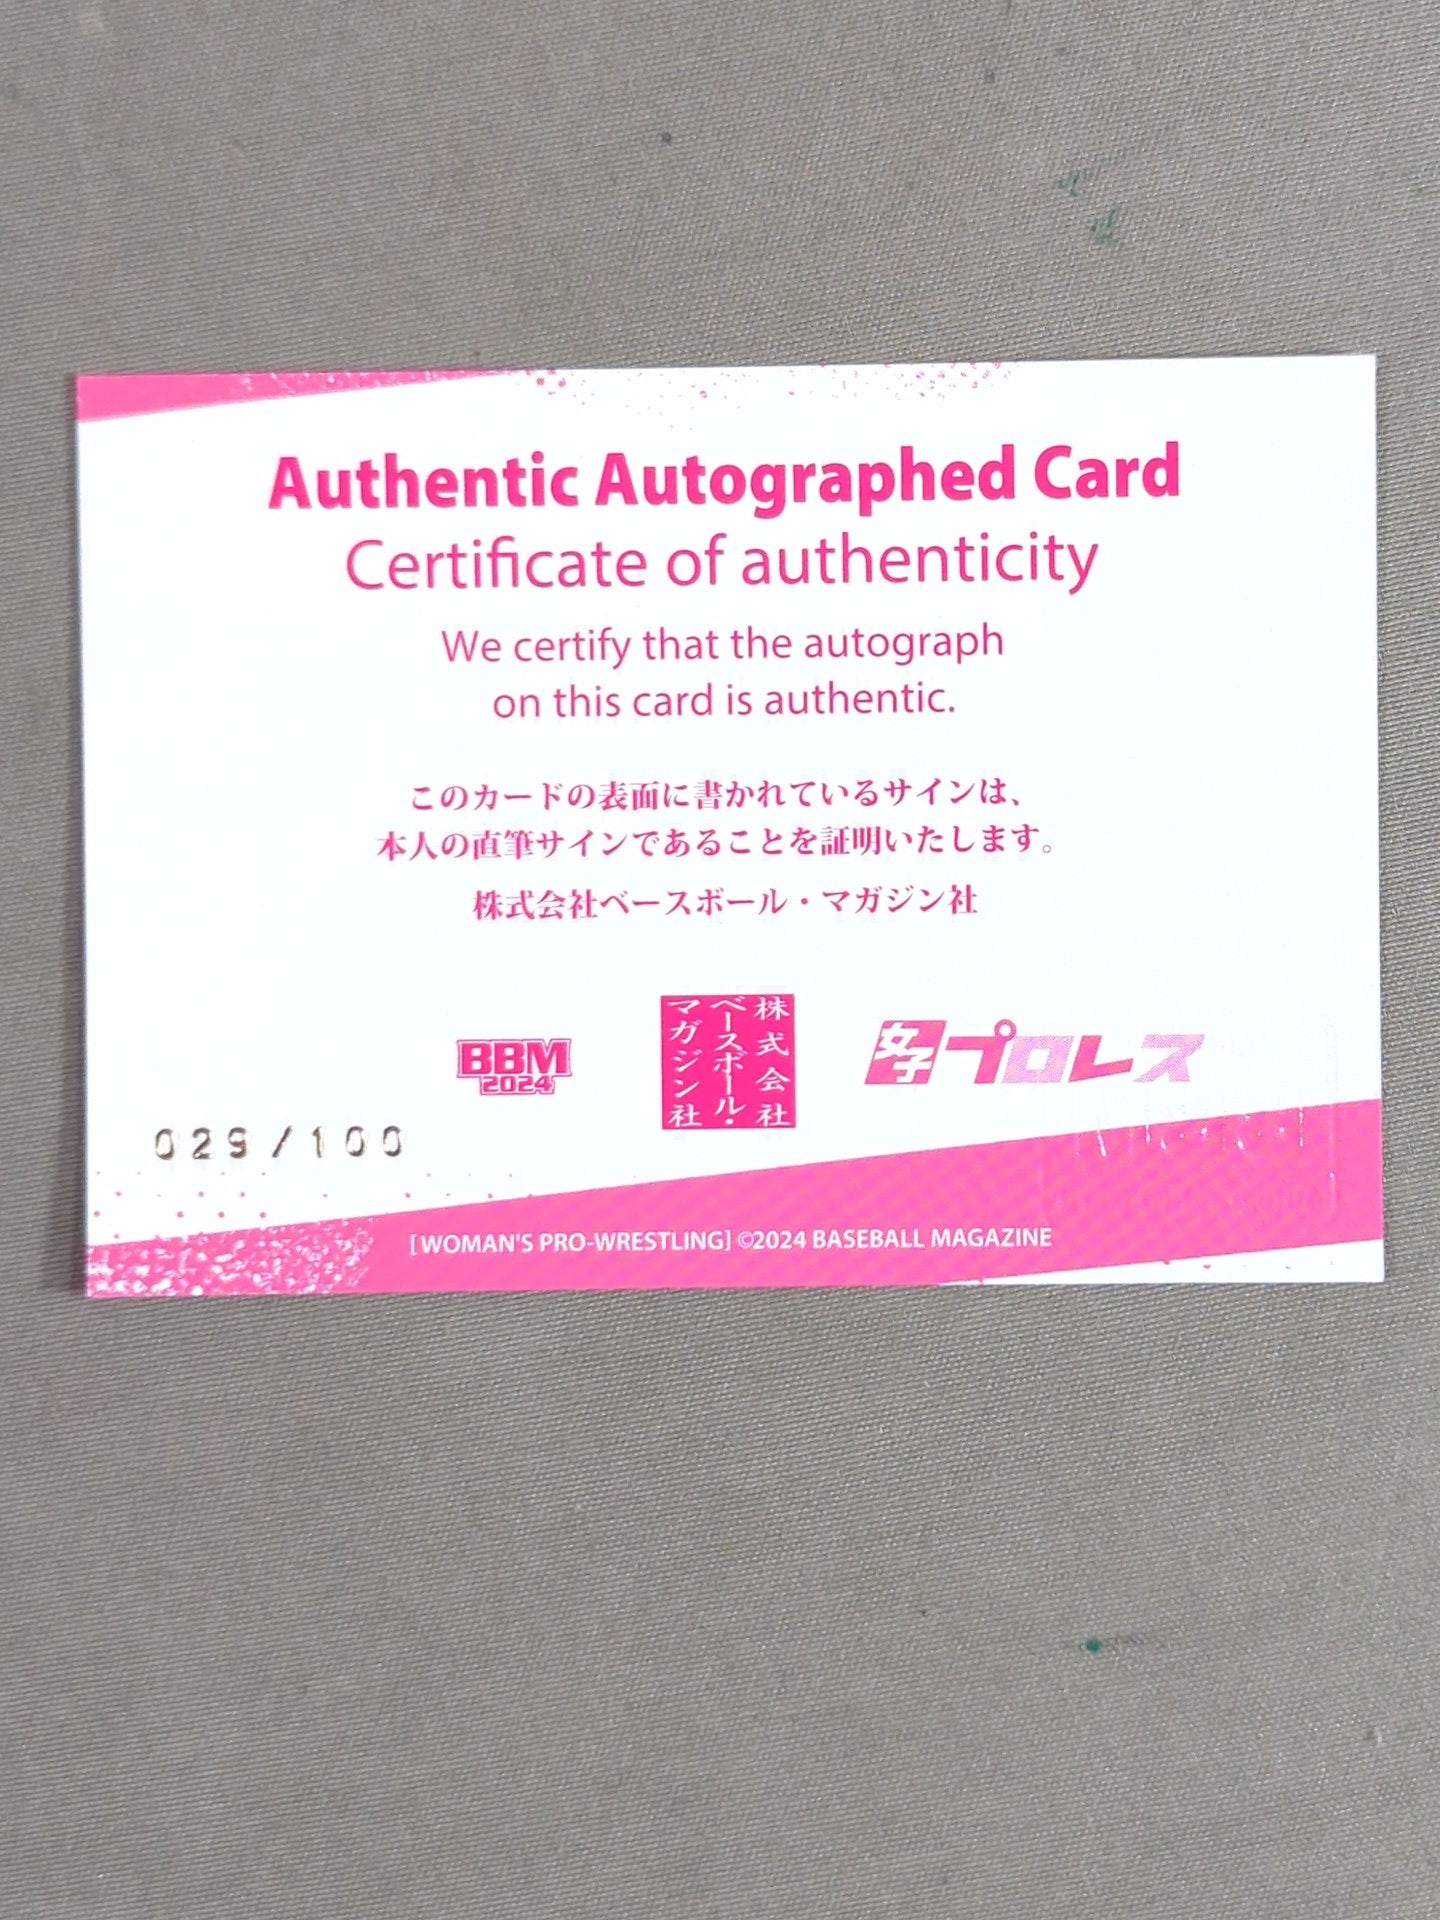 Authentic Autographed Card
Certificate of authenticity
We certify that the autograph
on this card is authentic.
このカードの表面に書かれているサインは、
本人の直筆サインであることを証明いたします。
株式会社ベースボール・マガジン社
BBM
2024
株式会社
ベースボール・
マガジン社
女子プロレス
029/100
[WOMAN'S PRO-WRESTLING] ©2024 BASEBALL MAGAZINE